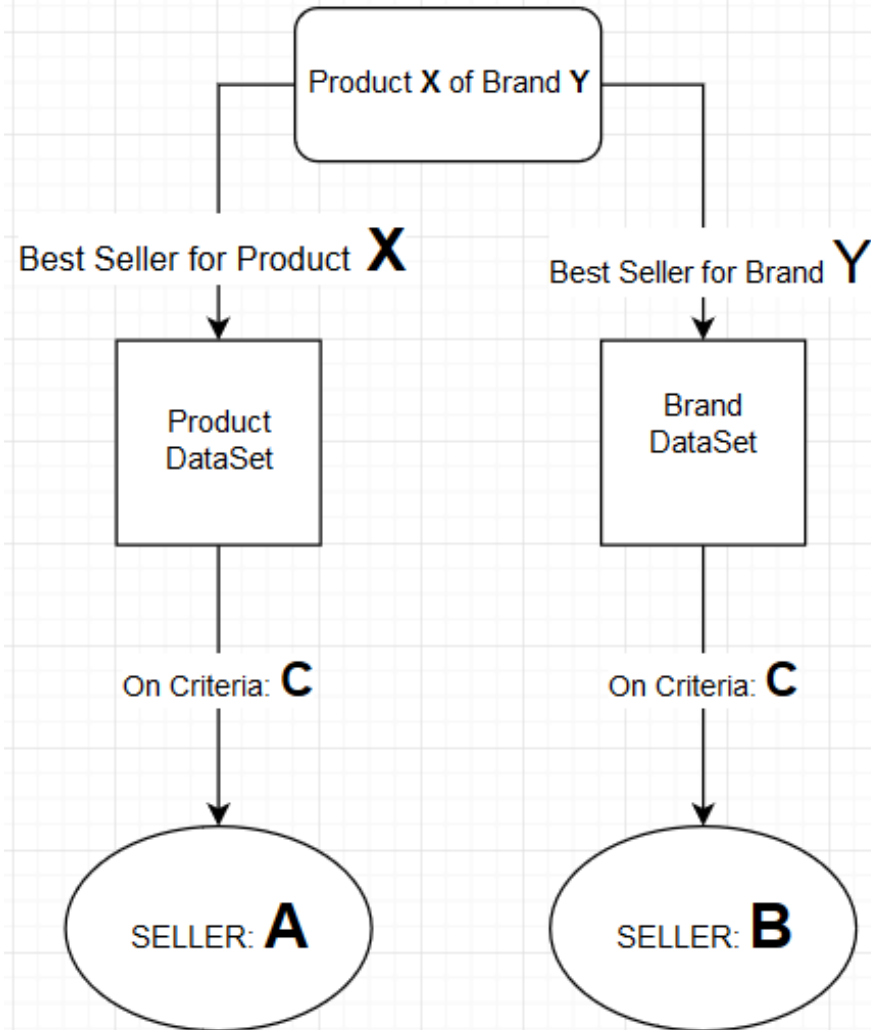 Product X of Brand Y
Best Seller for Product X
Best Seller for Brand Y
Product
DataSet
Brand
DataSet
On Criteria: C
On Criteria: C
SELLER: A
SELLER: B